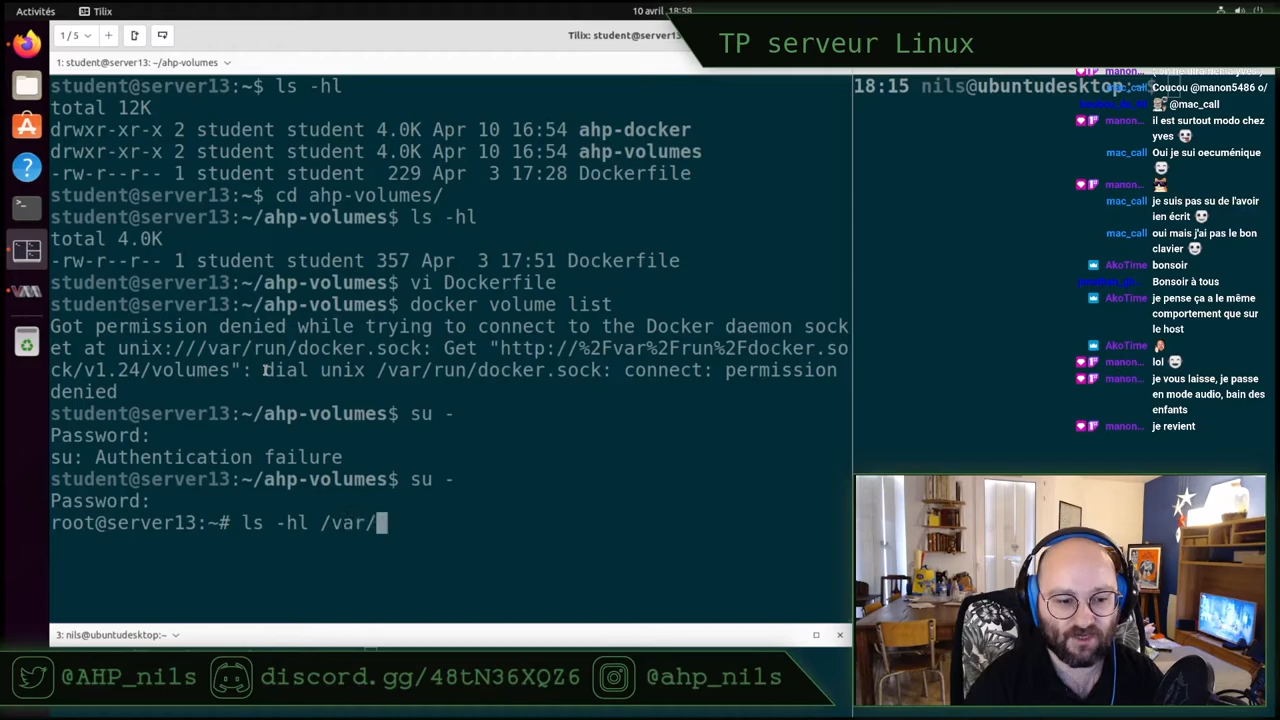 Activités
Tilix
10 avril 18:58
1 / 5
Tilix: student@server13
TP serveur Linux
1: student@server13: ~/ahp-volumes
student@server13:~$ ls -hl
total 12K
drwxr-xr-x 2 student student 4.0K Apr 10 16:54 ahp-docker
drwxr-xr-x 2 student student 4.0K Apr 10 16:54 ahp-volumes
-rw-r--r-- 1 student student  229 Apr  3 17:28 Dockerfile
student@server13:~$ cd ahp-volumes/
student@server13:~/ahp-volumes$ ls -hl
total 4.0K
-rw-r--r-- 1 student student 357 Apr  3 17:51 Dockerfile
student@server13:~/ahp-volumes$ vi Dockerfile
student@server13:~/ahp-volumes$ docker volume list
Got permission denied while trying to connect to the Docker daemon sock
et at unix:///var/run/docker.sock: Get "http://%2Fvar%2Frun%2Fdocker.so
ck/v1.24/volumes": dial unix /var/run/docker.sock: connect: permission
denied
student@server13:~/ahp-volumes$ su -
Password:
su: Authentication failure
student@server13:~/ahp-volumes$ su -
Password:
root@server13:~# ls -hl /var/
18:15 nils@ubuntudesktop:~$
manon...
mac_call Coucou @manon5486 o/
@mac_call
manon... il est surtout modo chez
yves
mac_call Oui je sui oecuménique
manon...
mac_call je suis pas su de l'avoir
ien écrit
mac_call oui mais j'ai pas le bon
clavier
AkoTime bonsoir
Bonsoir à tous
AkoTime je pense ça a le même
comportement que sur
le host
AkoTime
manon... lol
manon... je vous laisse, je passe
en mode audio, bain des
enfants
manon... je revient
3: nils@ubuntudesktop:~
@AHP_nils
discord.gg/48tN36XQZ6
@ahp_nils